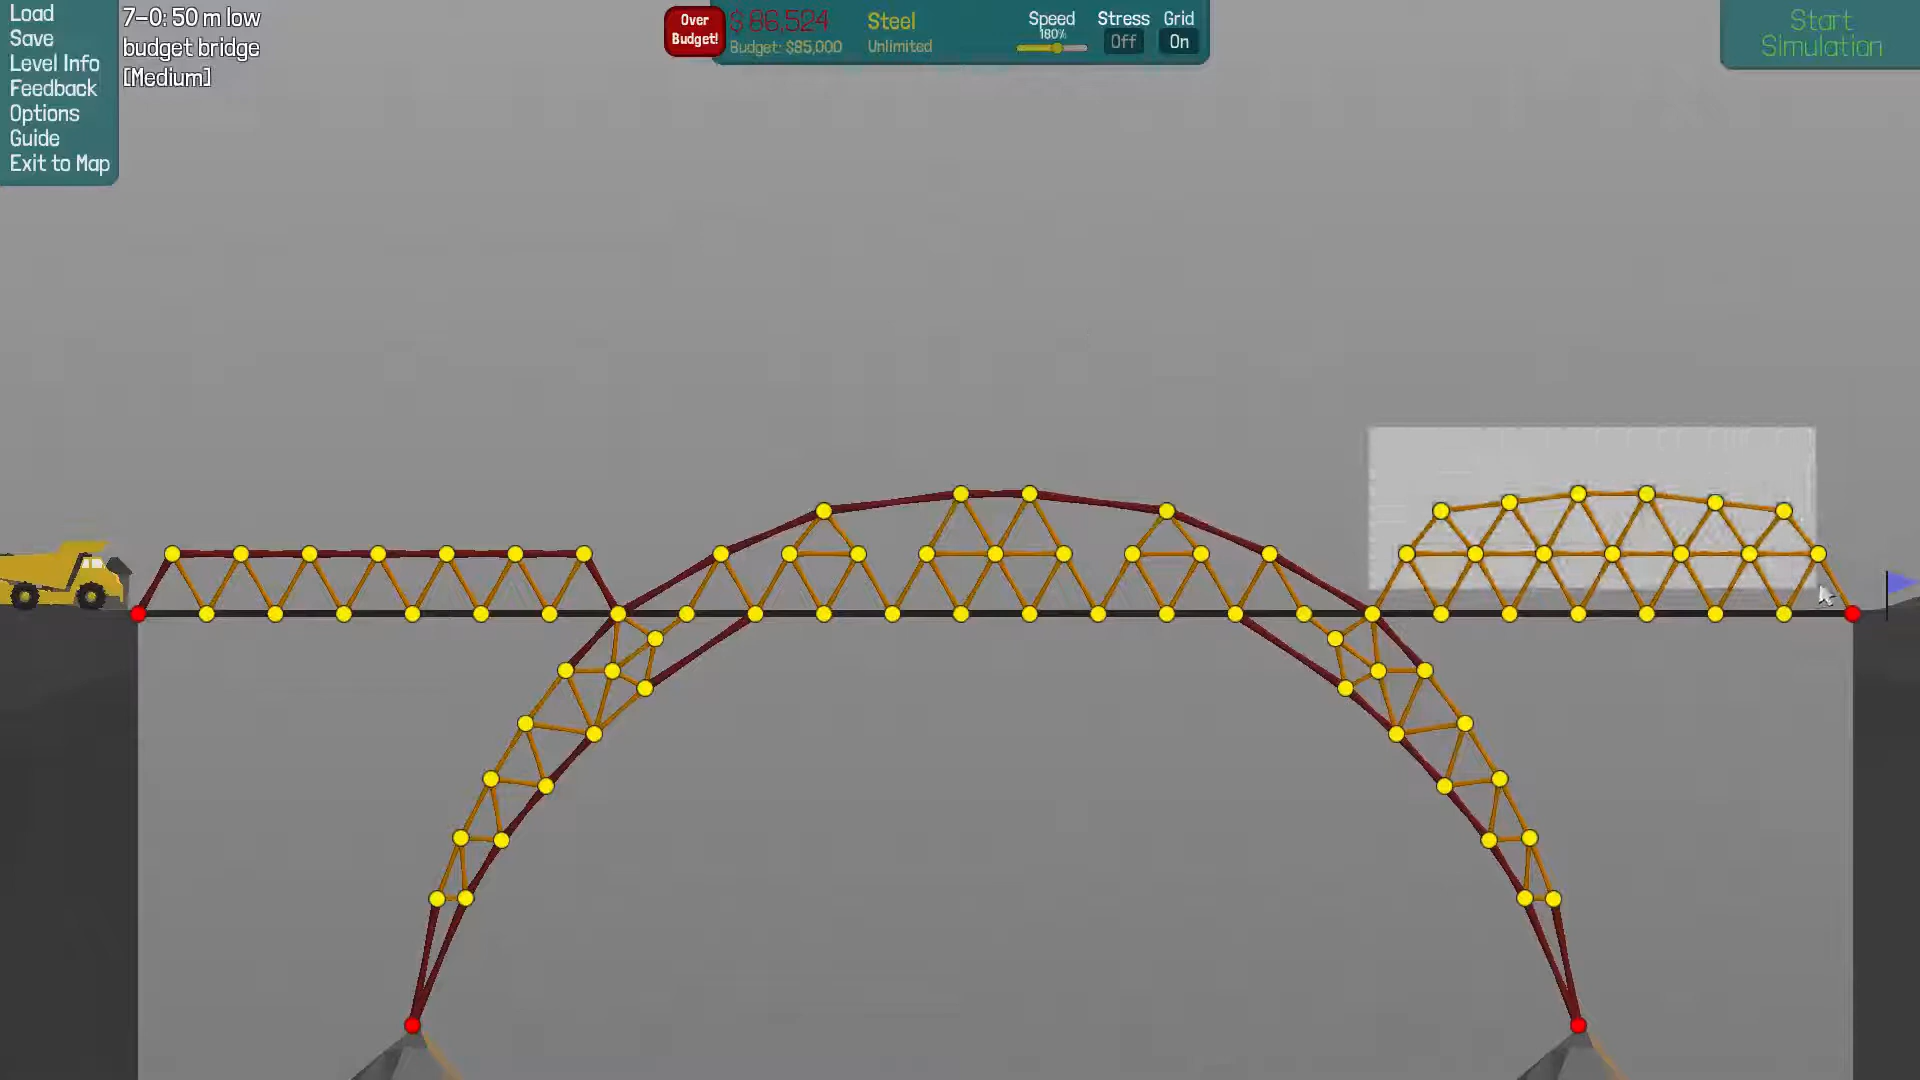 Load
Save
Level Info
Feedback
Options
Guide
Exit to Map
7-0: 50 m low
budget bridge
[Medium]
Over
Budget!
$ 86,524
Budget: $85,000
Steel
Unlimited
Speed
180%
Stress
Off
Grid
On
Start
Simulation